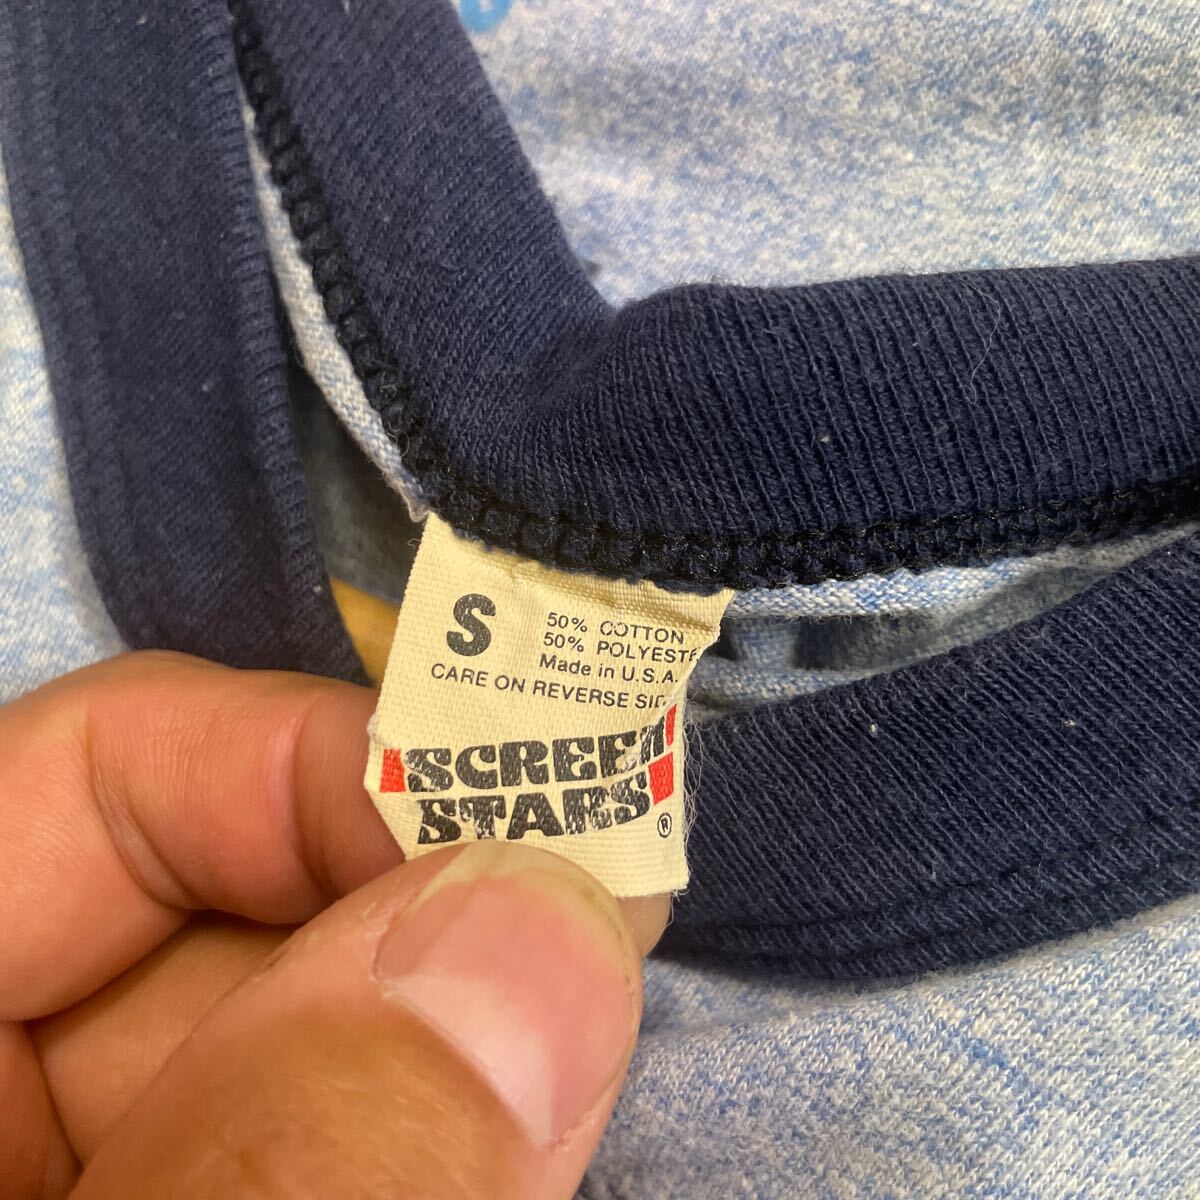 S
50% COTTON
50% POLYESTE
Made in U.S.A.
CARE ON REVERSE SID
SCREEN
STARS ®